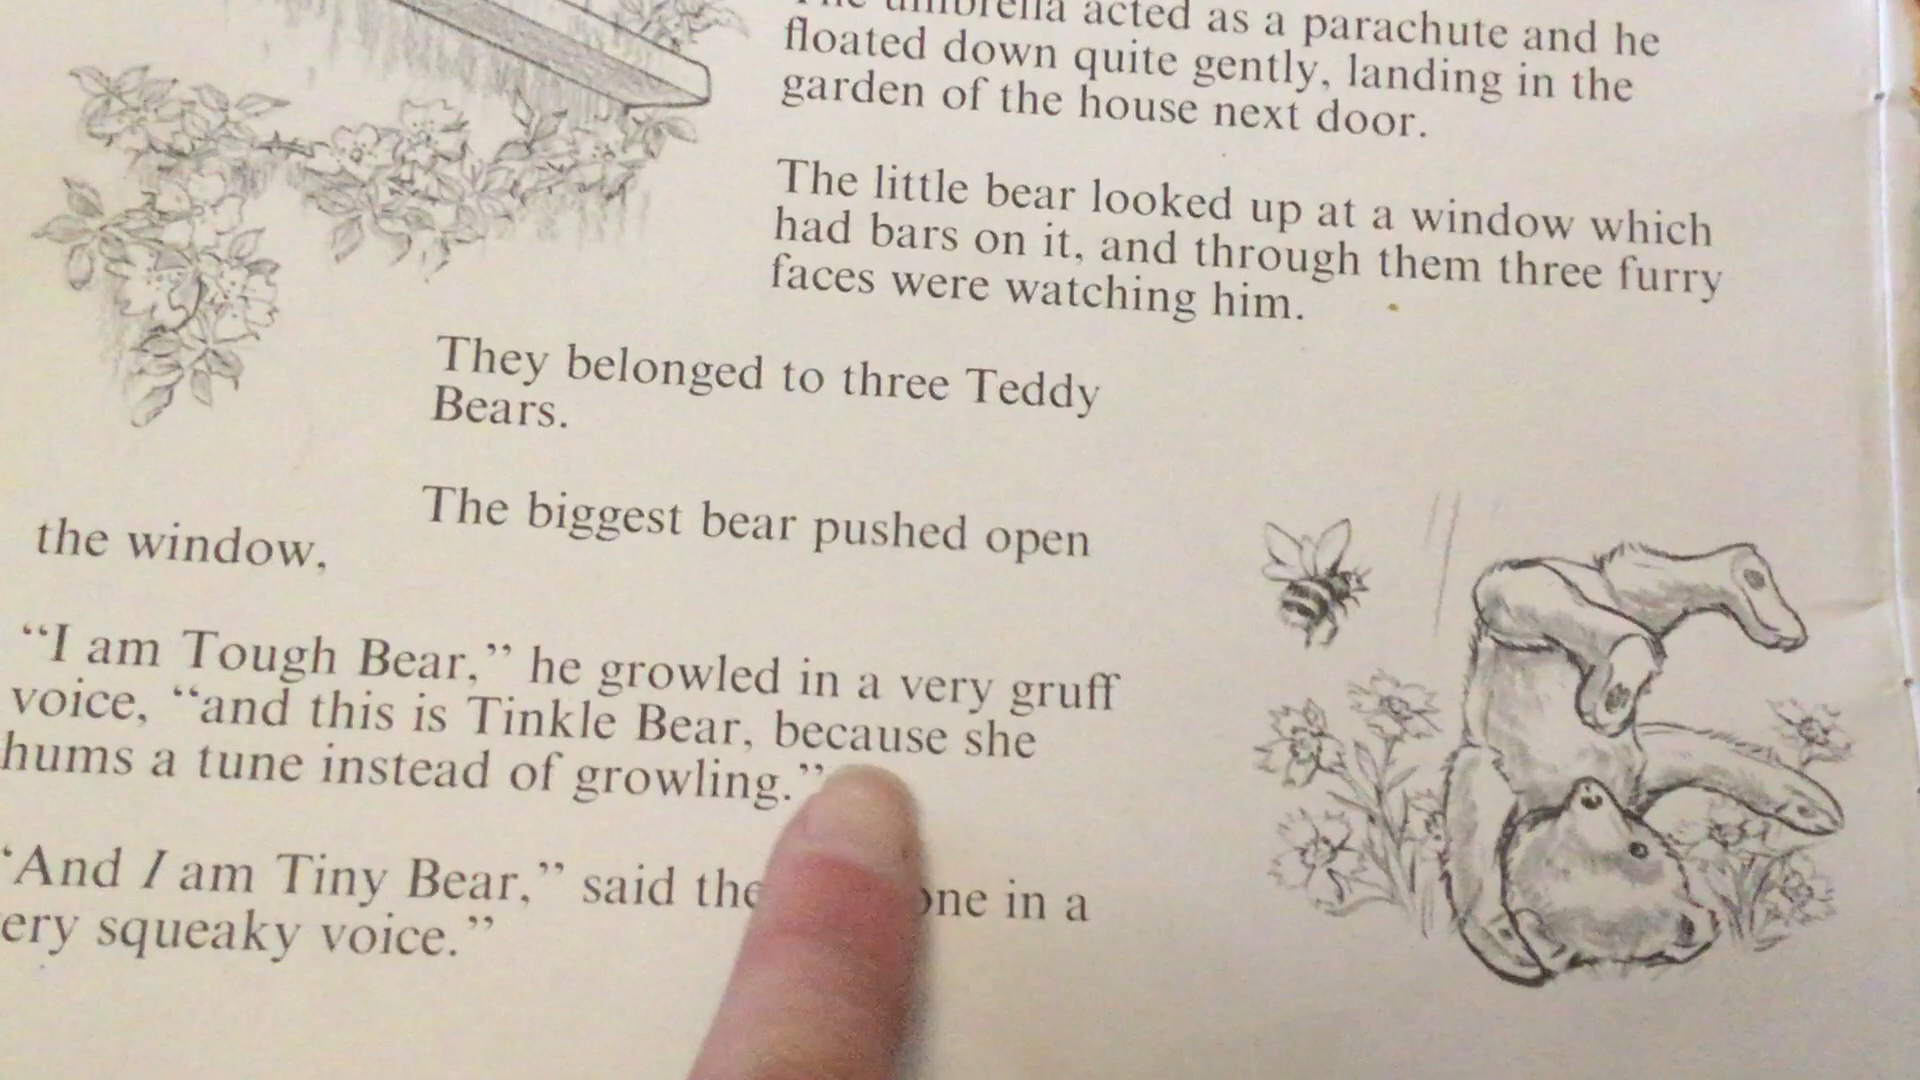 The umbrella acted as a parachute and he
floated down quite gently, landing in the
garden of the house next door.
The little bear looked up at a window which
had bars on it, and through them three furry
faces were watching him.
They belonged to three Teddy
Bears.
The biggest bear pushed open
the window,
“I am Tough Bear,” he growled in a very gruff
voice, “and this is Tinkle Bear, because she
hums a tune instead of growling.”
“And I am Tiny Bear,” said the one in a
ery squeaky voice.”